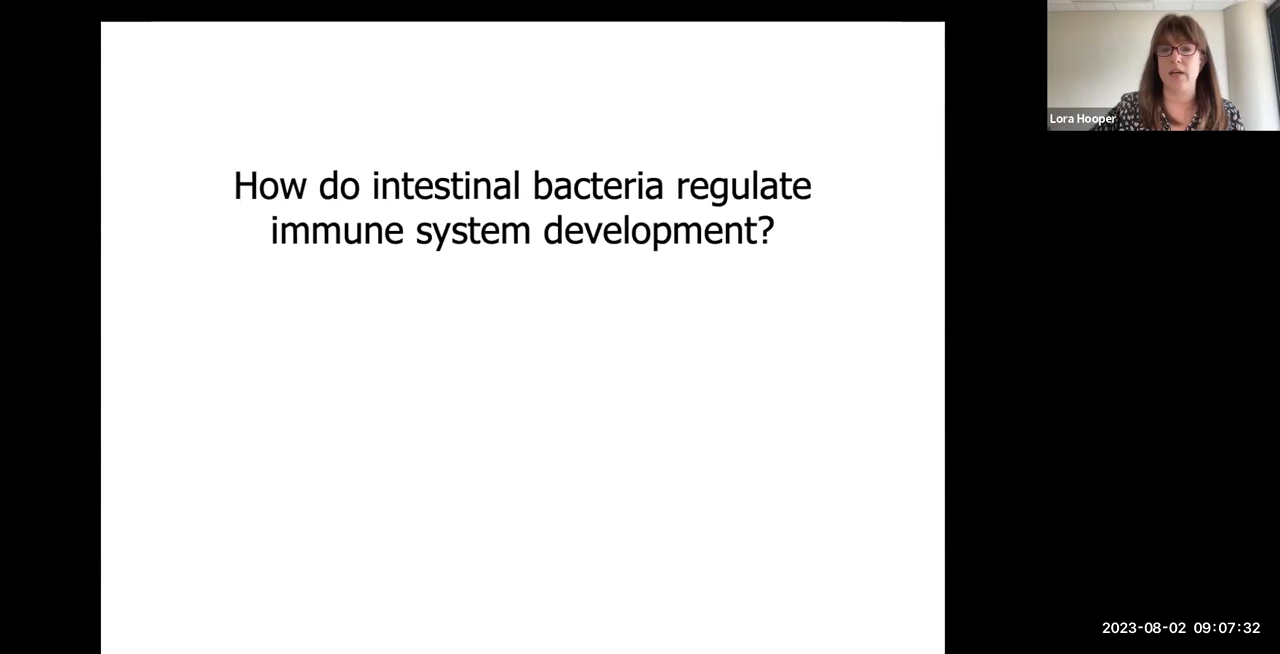 How do intestinal bacteria regulate
immune system development?
Lora Hooper
2023-08-02 09:07:32